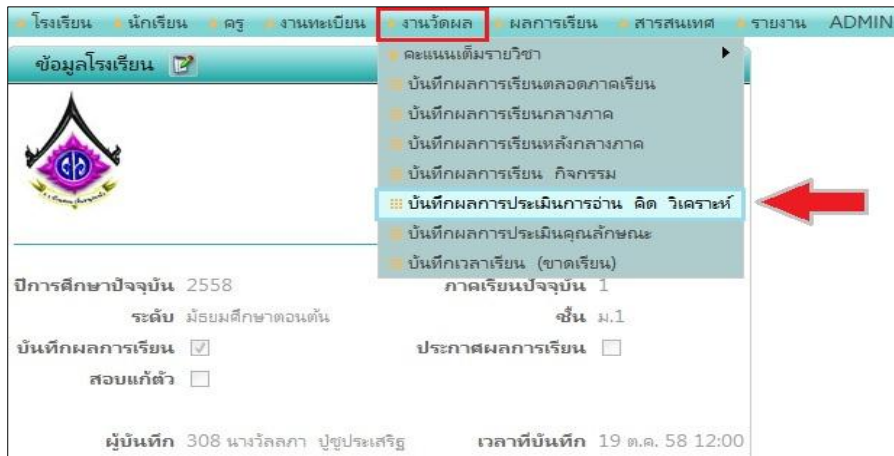 โรงเรียน นักเรียน ครู งานทะเบียน งานวัดผล ผลการเรียน สารสนเทศ รายงาน ADMIN
ข้อมูลโรงเรียน
คะแนนเต็มรายวิชา
บันทึกผลการเรียนตลอดภาคเรียน
บันทึกผลการเรียนกลางภาค
บันทึกผลการเรียนหลังกลางภาค
บันทึกผลการเรียน กิจกรรม
บันทึกผลการประเมินการอ่าน คิด วิเคราะห์
บันทึกผลการประเมินคุณลักษณะ
บันทึกเวลาเรียน (ขาดเรียน)
ปีการศึกษาปัจจุบัน 2558 ภาคเรียนปัจจุบัน 1
ระดับ มัธยมศึกษาตอนต้น ชั้น ม.1
บันทึกผลการเรียน ประกาศผลการเรียน
สอบแก้ตัว
ผู้บันทึก 308 นางวัลลภา ปู่ชูประเสริฐ เวลาที่บันทึก 19 ต.ค. 58 12:00